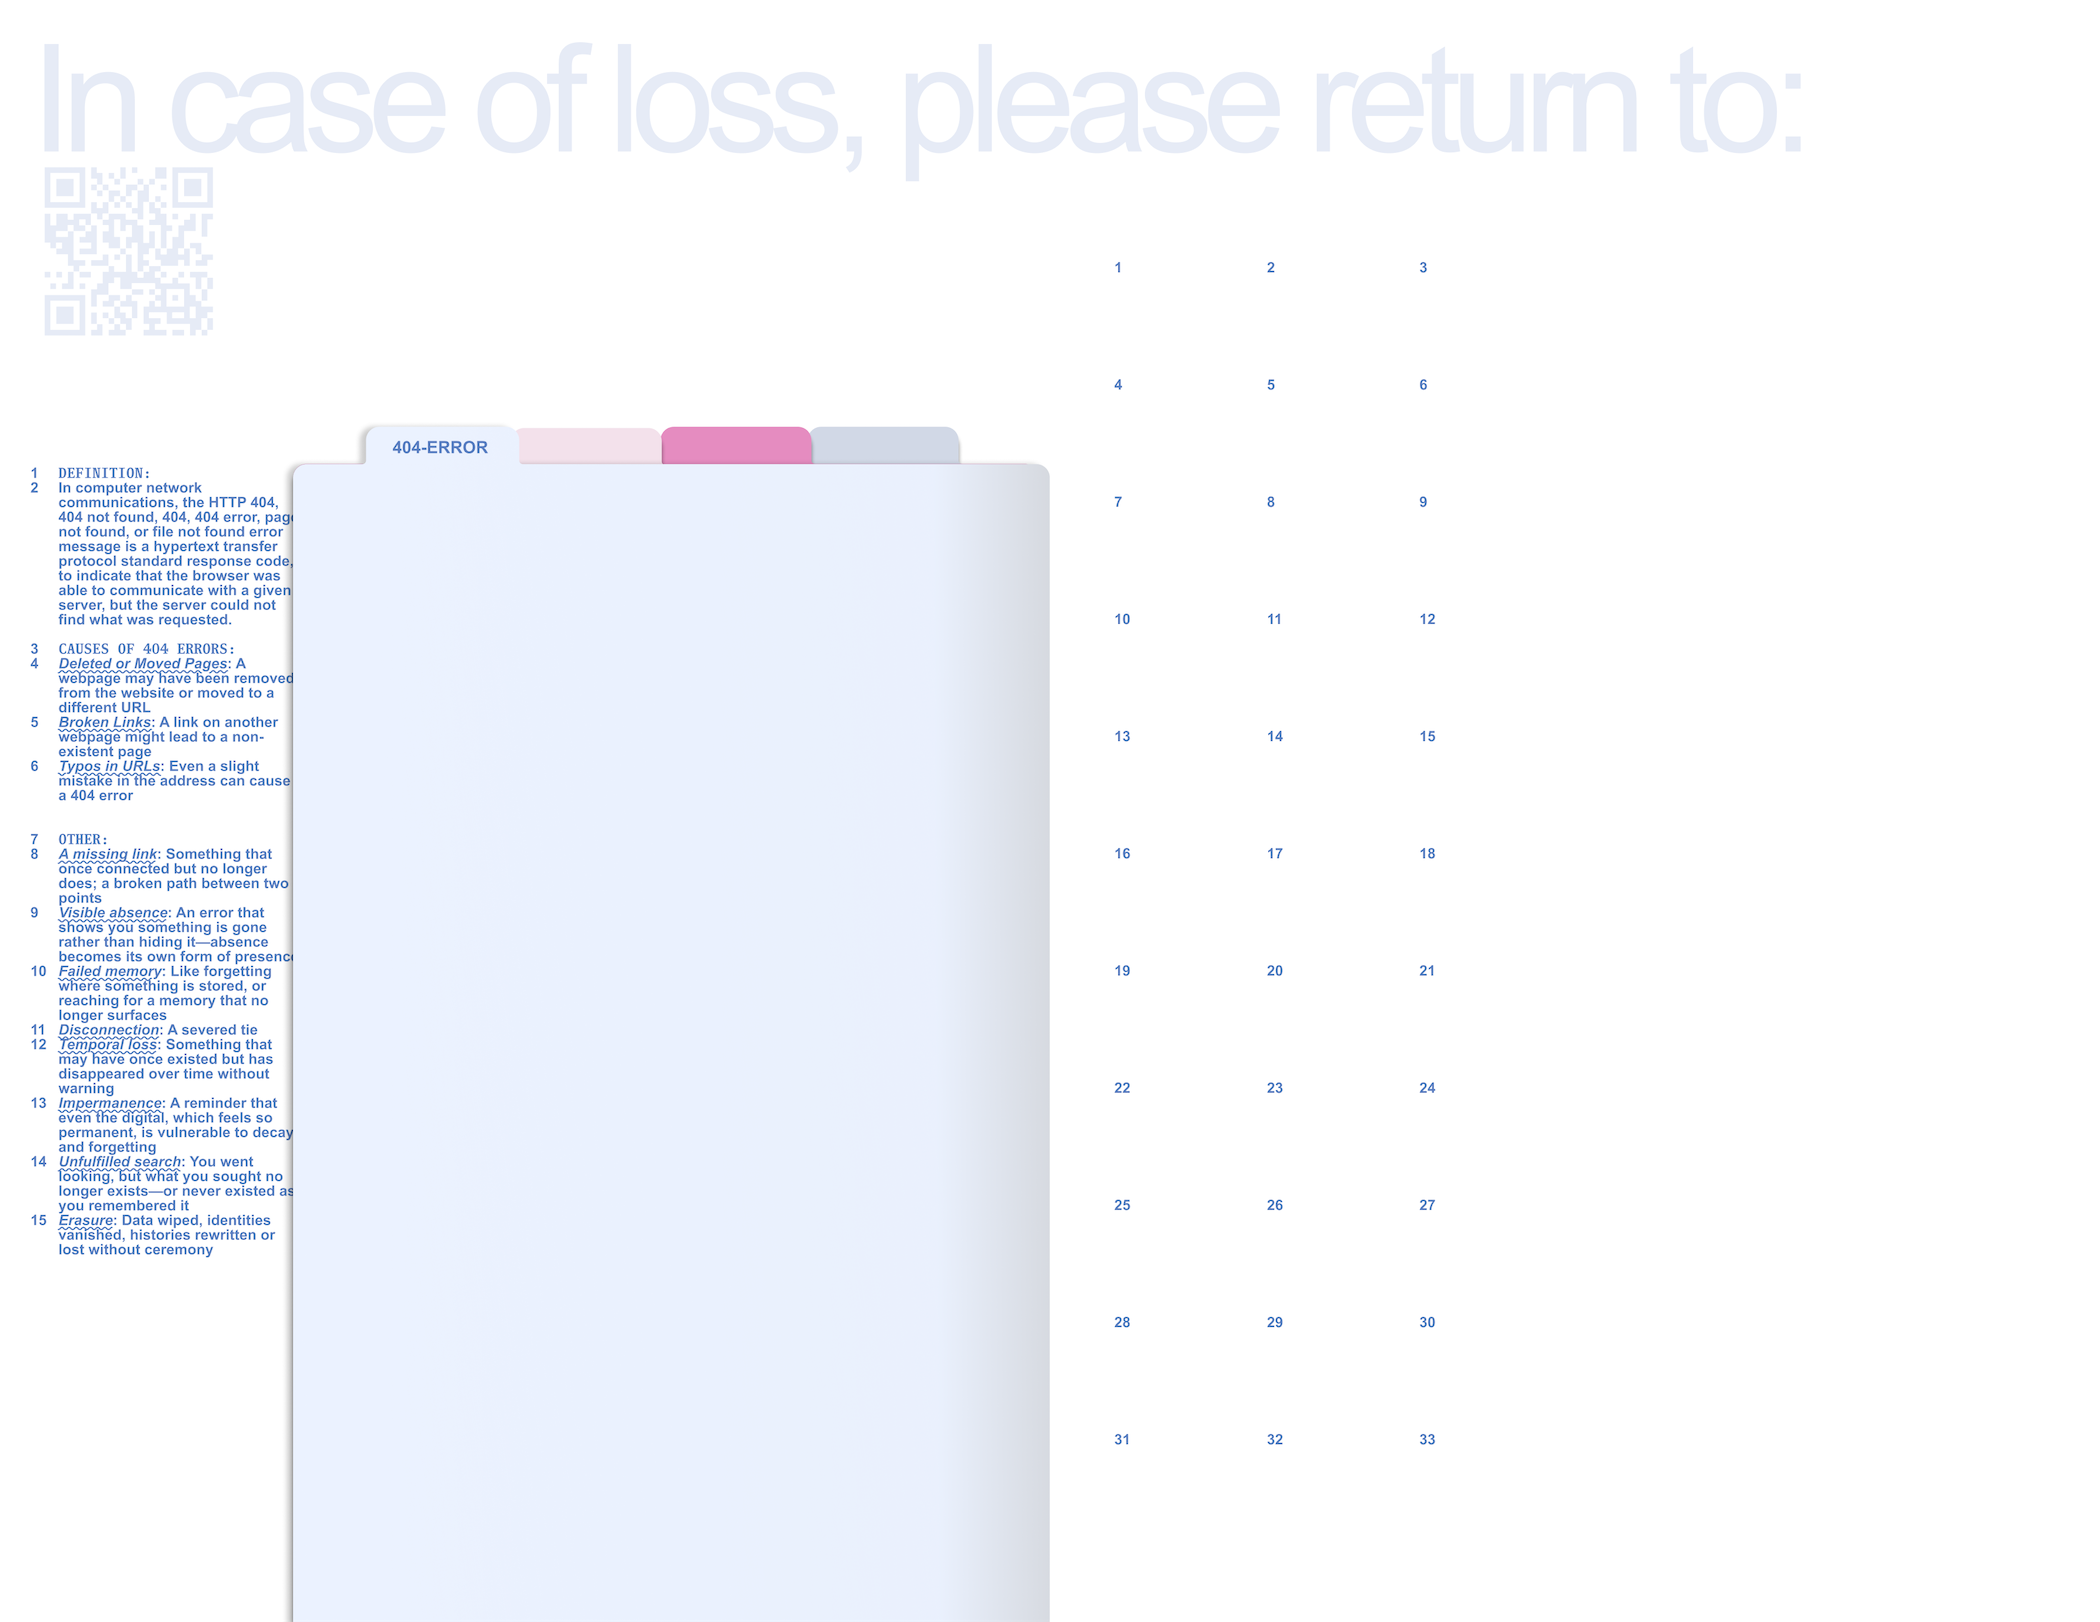 In case of loss, please return to:
1 2 3
4 5 6
404-ERROR
1 DEFINITION:
2 In computer network
communications, the HTTP 404,
404 not found, 404, 404 error, page
not found, or file not found error
message is a hypertext transfer
protocol standard response code,
to indicate that the browser was
able to communicate with a given
server, but the server could not
find what was requested.
3 CAUSES OF 404 ERRORS:
4 Deleted or Moved Pages: A
webpage may have been removed
from the website or moved to a
different URL
5 Broken Links: A link on another
webpage might lead to a non-
existent page
6 Typos in URLs: Even a slight
mistake in the address can cause
a 404 error
7 OTHER:
8 A missing link: Something that
once connected but no longer
does; a broken path between two
points
9 Visible absence: An error that
shows you something is gone
rather than hiding it—absence
becomes its own form of presence
10 Failed memory: Like forgetting
where something is stored, or
reaching for a memory that no
longer surfaces
11 Disconnection: A severed tie
12 Temporal loss: Something that
may have once existed but has
disappeared over time without
warning
13 Impermanence: A reminder that
even the digital, which feels so
permanent, is vulnerable to decay
and forgetting
14 Unfulfilled search: You went
looking, but what you sought no
longer exists—or never existed as
you remembered it
15 Erasure: Data wiped, identities
vanished, histories rewritten or
lost without ceremony
7 8 9
10 11 12
13 14 15
16 17 18
19 20 21
22 23 24
25 26 27
28 29 30
31 32 33